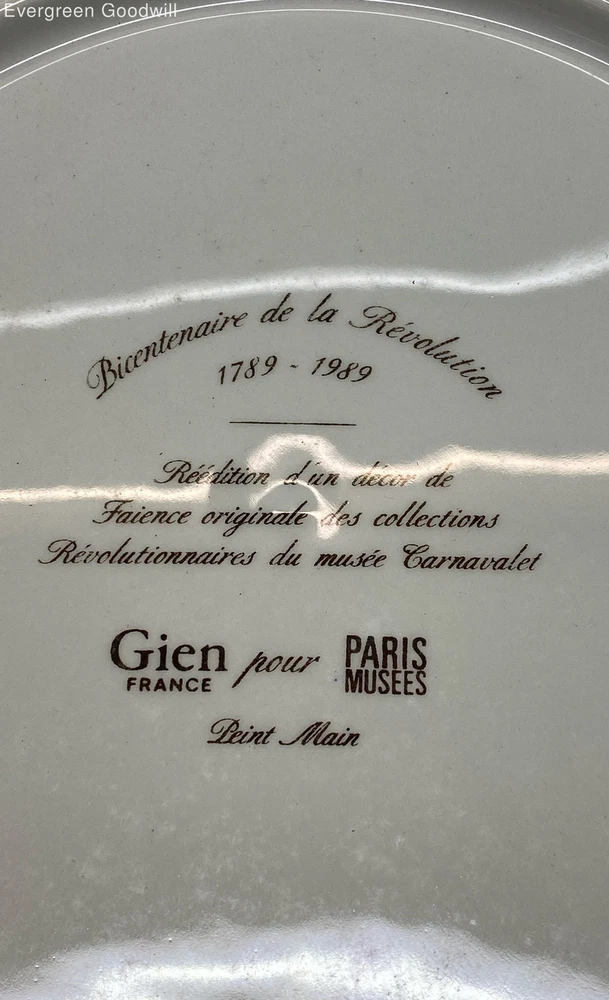 Evergreen Goodwill
Bicentenaire de la Révolution
1789 - 1989
Réédition d'un décor de
Faience originale des collections
Révolutionnaires du musée Carnavalet
Gien pour PARIS
FRANCE MUSEES
Peint Main